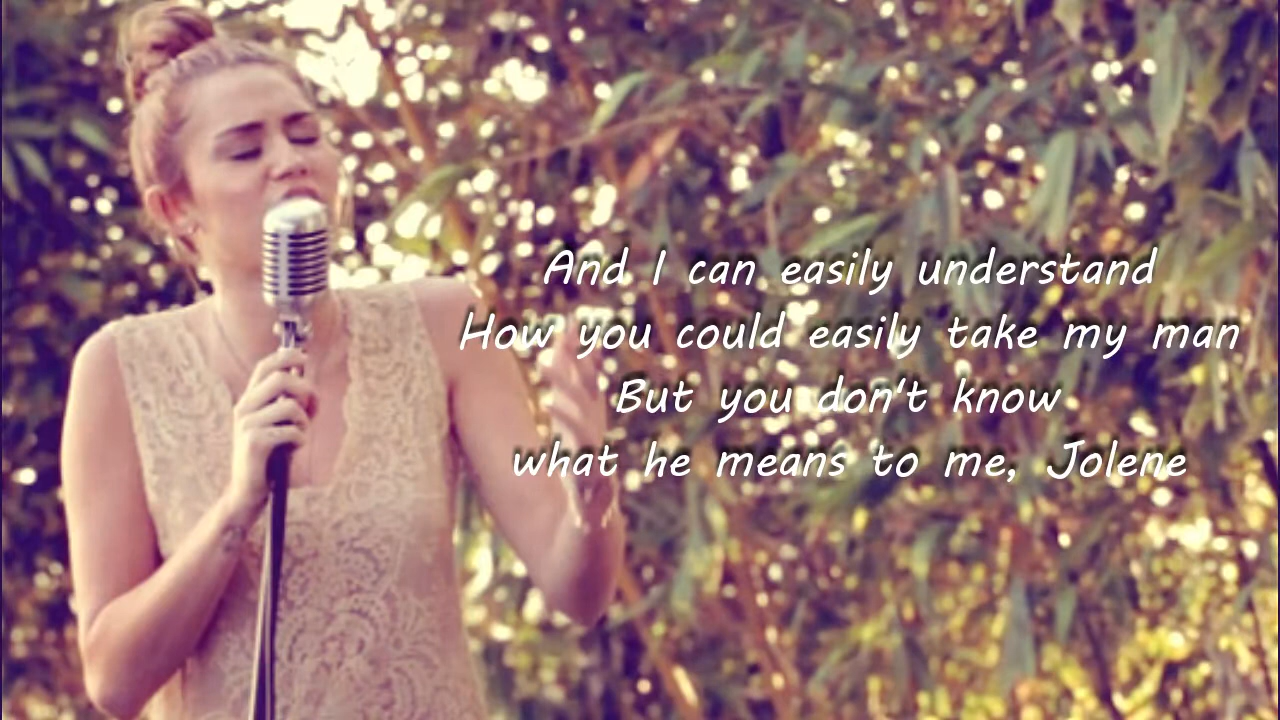 And I can easily understand
How you could easily take my man
But you don't know
what he means to me, Jolene